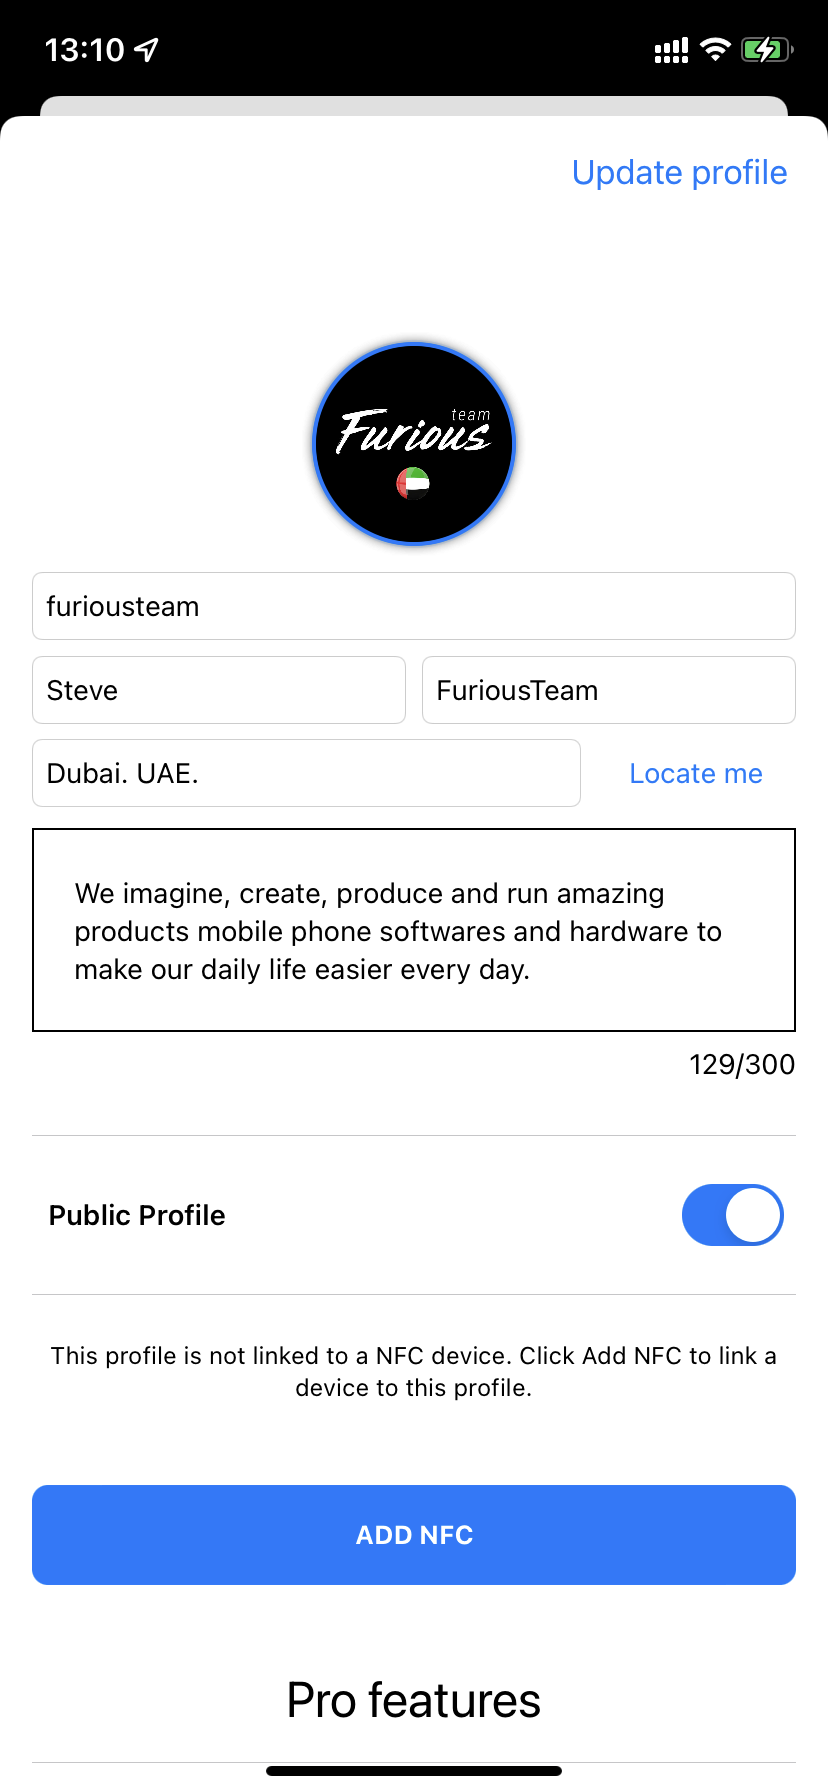 13:10
Update profile
team
Furious
furiousteam
Steve
FuriousTeam
Dubai. UAE.
Locate me
We imagine, create, produce and run amazing
products mobile phone softwares and hardware to
make our daily life easier every day.
129/300
Public Profile
This profile is not linked to a NFC device. Click Add NFC to link a
device to this profile.
ADD NFC
Pro features